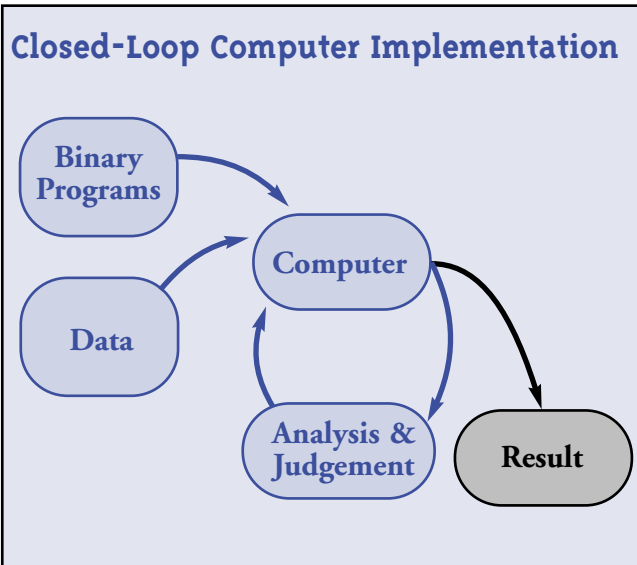 Closed-Loop Computer Implementation
Binary
Programs
Computer
Data
Analysis &
Judgement
Result